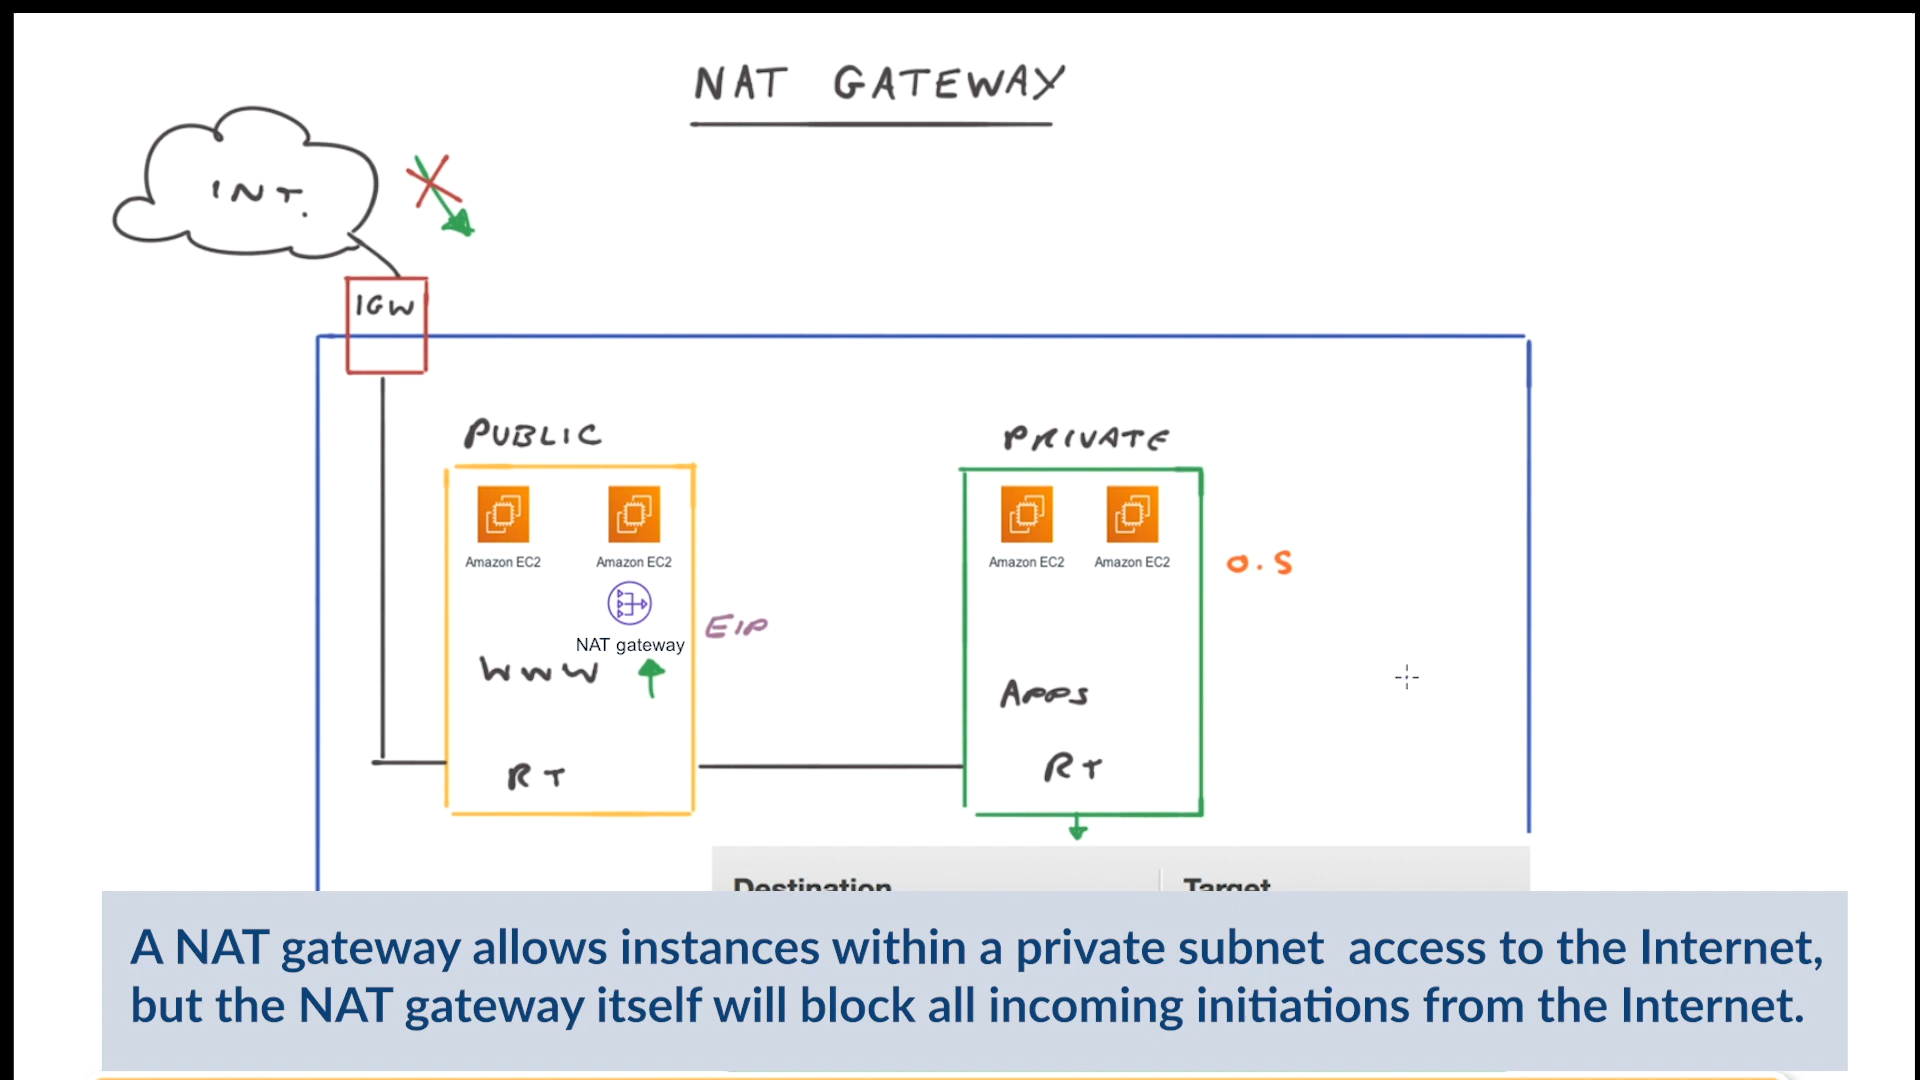 NAT GATEWAY
INT.
IGW
PUBLIC
PRIVATE
Amazon EC2 Amazon EC2
Amazon EC2 Amazon EC2
O.S
NAT gateway
EIP
WWW
APPS
RT
RT
Destination Target
A NAT gateway allows instances within a private subnet access to the Internet,
but the NAT gateway itself will block all incoming initiations from the Internet.